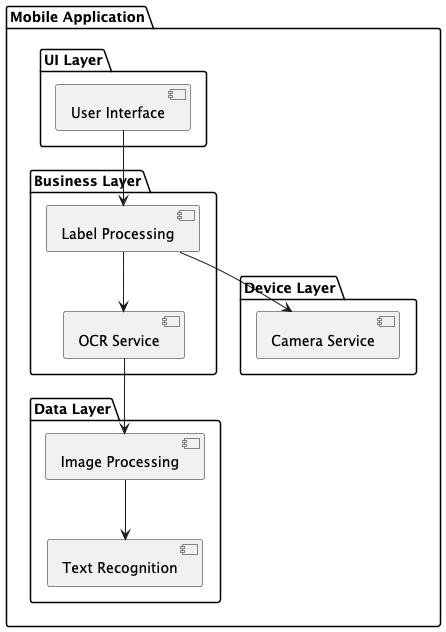 Mobile Application
UI Layer
User Interface
Business Layer
Label Processing
Device Layer
OCR Service
Camera Service
Data Layer
Image Processing
Text Recognition